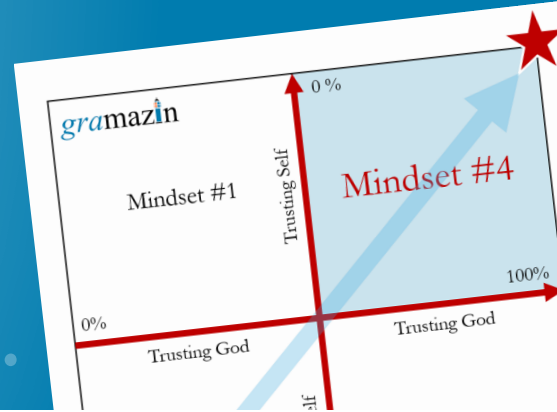 gramazin
0 %
Mindset #1
Trusting Self
Mindset #4
0%
100%
Trusting God
Trusting God